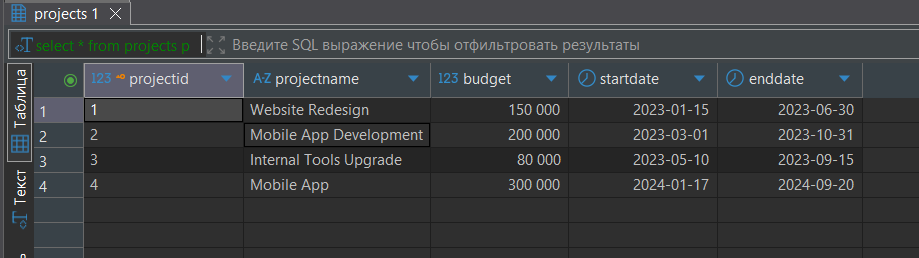 projects 1
select * from projects p
Введите SQL выражение чтобы отфильтровать результаты
Таблица
Текст
123 projectid A-Z projectname 123 budget startdate enddate
1 1 Website Redesign 150 000 2023-01-15 2023-06-30
2 2 Mobile App Development 200 000 2023-03-01 2023-10-31
3 3 Internal Tools Upgrade 80 000 2023-05-10 2023-09-15
4 4 Mobile App 300 000 2024-01-17 2024-09-20